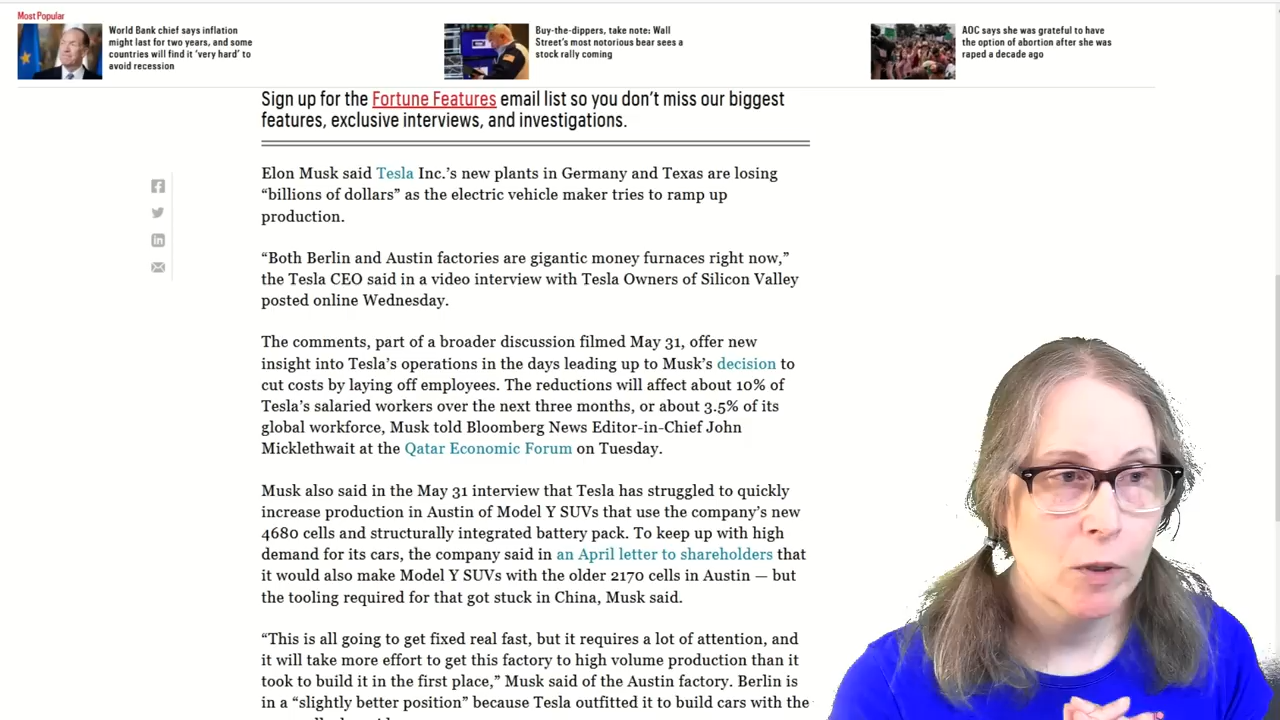 Most Popular
World Bank chief says inflation
might last for two years, and some
countries will find it 'very hard' to
avoid recession
Buy-the-dippers, take note: Wall
Street's most notorious bear sees a
stock rally coming
AOC says she was grateful to have
the option of abortion after she was
raped a decade ago
Sign up for the Fortune Features email list so you don't miss our biggest
features, exclusive interviews, and investigations.
Elon Musk said Tesla Inc.'s new plants in Germany and Texas are losing
“billions of dollars” as the electric vehicle maker tries to ramp up
production.
“Both Berlin and Austin factories are gigantic money furnaces right now,”
the Tesla CEO said in a video interview with Tesla Owners of Silicon Valley
posted online Wednesday.
The comments, part of a broader discussion filmed May 31, offer new
insight into Tesla's operations in the days leading up to Musk's decision to
cut costs by laying off employees. The reductions will affect about 10% of
Tesla's salaried workers over the next three months, or about 3.5% of its
global workforce, Musk told Bloomberg News Editor-in-Chief John
Micklethwait at the Qatar Economic Forum on Tuesday.
Musk also said in the May 31 interview that Tesla has struggled to quickly
increase production in Austin of Model Y SUVs that use the company's new
4680 cells and structurally integrated battery pack. To keep up with high
demand for its cars, the company said in an April letter to shareholders that
it would also make Model Y SUVs with the older 2170 cells in Austin — but
the tooling required for that got stuck in China, Musk said.
“This is all going to get fixed real fast, but it requires a lot of attention, and
it will take more effort to get this factory to high volume production than it
took to build it in the first place,” Musk said of the Austin factory. Berlin is
in a “slightly better position” because Tesla outfitted it to build cars with the